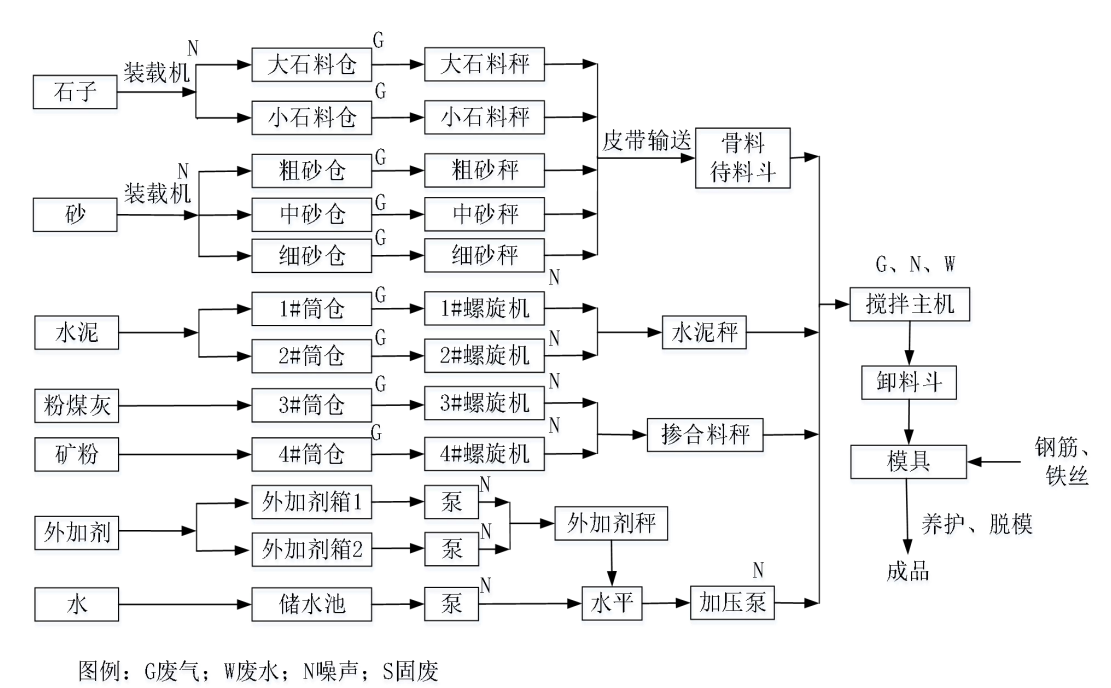 石子
装载机
N
大石料仓
G
大石料秤
小石料仓
G
小石料秤
砂
装载机
N
粗砂仓
G
粗砂秤
中砂仓
G
中砂秤
细砂仓
G
细砂秤
皮带输送
骨料
待料斗
水泥
1#筒仓
G
1#螺旋机
N
2#筒仓
G
2#螺旋机
N
水泥秤
粉煤灰
3#筒仓
G
3#螺旋机
N
矿粉
4#筒仓
G
4#螺旋机
N
掺合料秤
外加剂
外加剂箱1
泵
N
外加剂箱2
泵
N
外加剂秤
水
储水池
泵
N
水平
加压泵
N
G、N、W
搅拌主机
卸料斗
模具
钢筋、
铁丝
养护、脱模
成品
图例：G废气；W废水；N噪声；S固废